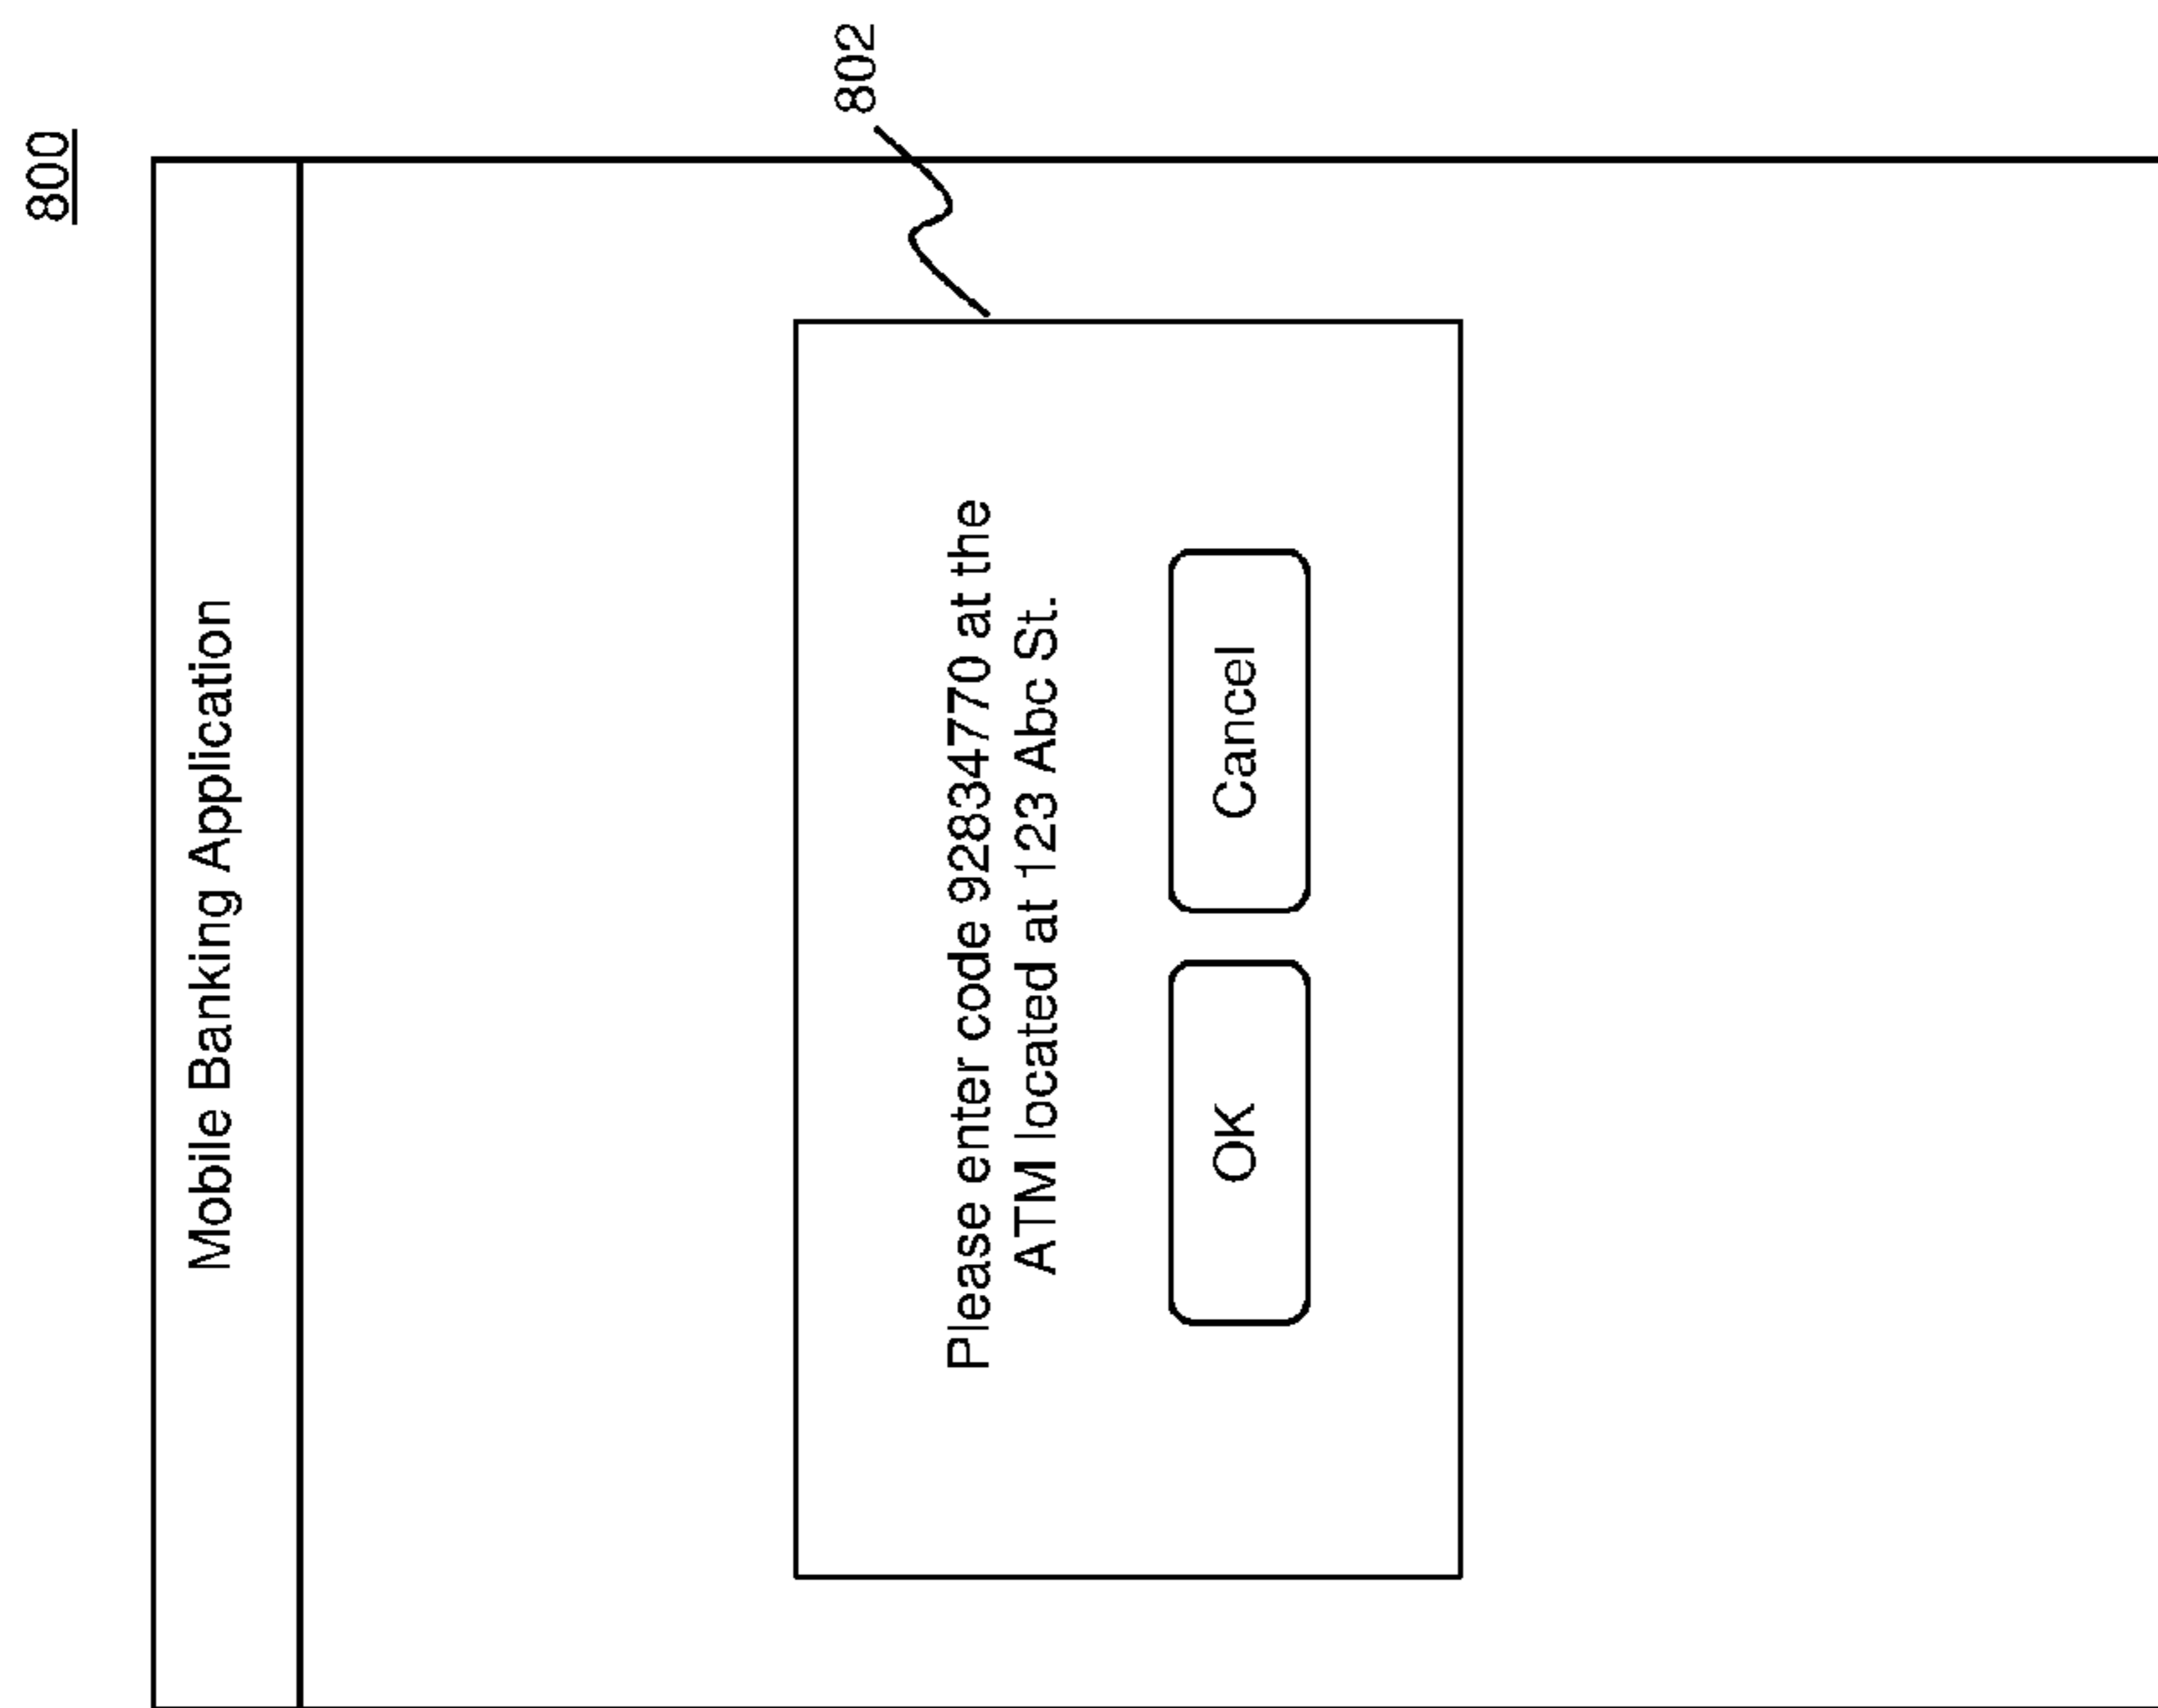 800
Mobile Banking Application
802
Please enter code 92834770 at the
ATM located at 123 Abc St.
OK
Cancel